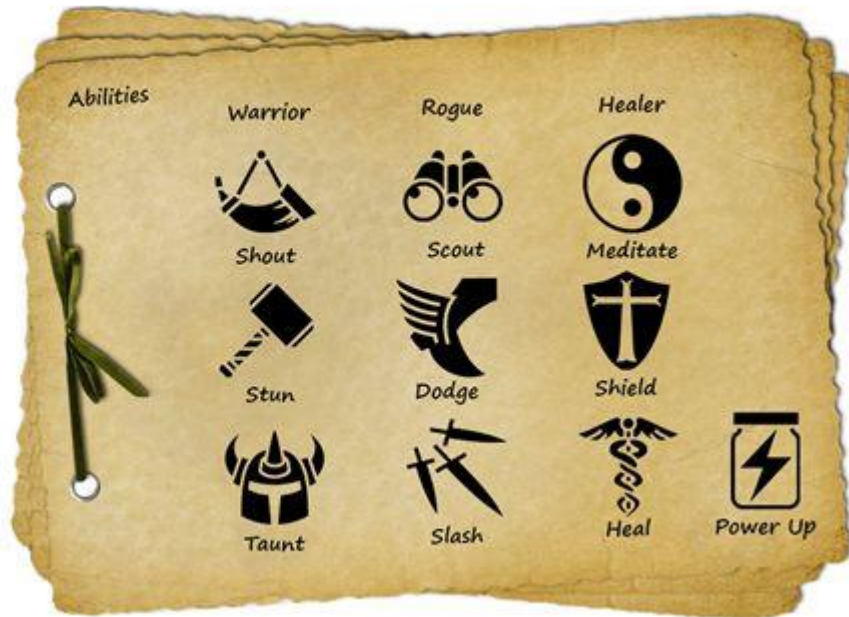 Abilities
Warrior Rogue Healer
Shout Scout Meditate
Stun Dodge Shield
Taunt Slash Heal Power Up